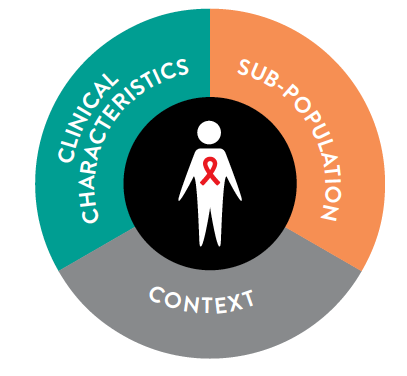 CLINICAL
CHARACTERISTICS
SUB-POPULATION
CONTEXT